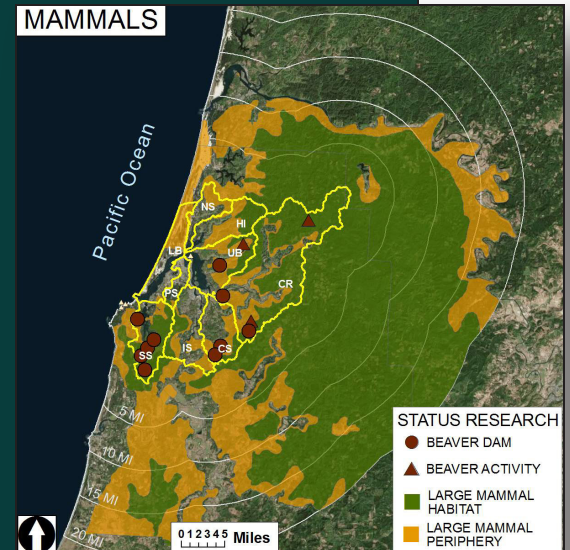 MAMMALS
Pacific Ocean
NS
HI
LB
UB
CR
PS
IS
CS
SS
5 MI
10 MI
15 MI
20 MI
STATUS RESEARCH
BEAVER DAM
BEAVER ACTIVITY
LARGE MAMMAL
HABITAT
LARGE MAMMAL
PERIPHERY
0 1 2 3 4 5 Miles